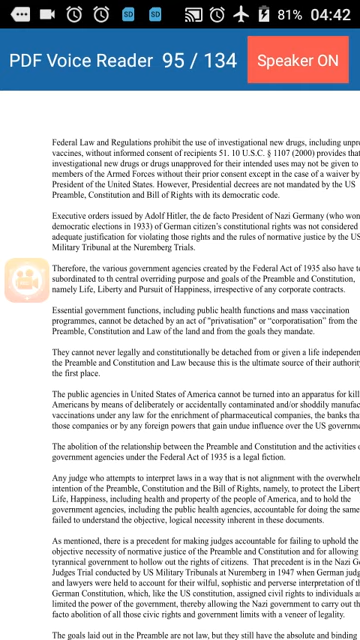 81% 04:42
PDF Voice Reader 95 / 134 Speaker ON
Federal Law and Regulations prohibit the use of investigational new drugs, including unpro
vaccines, without informed consent of recipients 51. 10 U.S.C. § 1107 (2000) provides that
investigational new drugs or drugs unapproved for their intended uses may not be given to
members of the Armed Forces without their prior consent except in the case of a waiver by
President of the United States. However, Presidential decrees are not mandated by the US
Preamble, Constitution and Bill of Rights with its democratic code.
Executive orders issued by Adolf Hitler, the de facto President of Nazi Germany (who won
democratic elections in 1933) of German citizen's constitutional rights was not considered
adequate justification for violating those rights and the rules of normative justice by the US
Military Tribunal at the Nuremberg Trials.
Therefore, the various government agencies created by the Federal Act of 1935 also have to
subordinated to th central overriding purpose and goals of the Preamble and Constitution,
namely Life, Liberty and Pursuit of Happiness, irrespective of any corporate contracts.
Essential government functions, including public health functions and mass vaccination
programmes, cannot be detached by an act of "privatisation" or "corporatisation" from the
Preamble, Constitution and Law of the land and from the goals they mandate.
They cannot never legally and constitutionally be detached from or given a life independen
the Preamble and Constitution and Law because this is the ultimate source of their authority
the first place.
The public agencies in United States of America cannot be turned into an apparatus for kill
Americans by means of deliberately or accidentally contaminated and/or shoddily manufac
vaccinations under any law for the enrichment of pharmaceutical companies, the banks tha
those companies or by any foreign powers that gain undue influence over the US governme
The abolition of the relationship between the Preamble and Constitution and the activities o
government agencies under the Federal Act of 1935 is a legal fiction.
Any judge who attempts to interpret laws in a way that is not alignment with the overwheln
intention of the Preamble, Constitution and the Bill of Rights, namely, to protect the Libert
Life, Happiness, including health and property of the people of America, and to hold the
government agencies, including the public health agencies, accountable for doing the same
failed to understand the objective, logical necessity inherent in these documents.
As mentioned, there is a precedent for making judges accountable for failing to uphold the
objective necessity of normative justice of the Preamble and Constitution and for allowing
tyrannical government to hollow out the rights of citizens. That precedent is in the Nazi Ge
Judges Trial conducted by US Military Tribunals at Nuremberg in 1947 when German judg
and lawyers were held to account for their wilful, sophistic and perverse interpretation of th
German Constitution, which, like the US constitution, assigned civil rights to individuals an
limited the power of the government, thereby allowing the Nazi government to carry out th
facto abolition of all those civic rights and government limits with a veneer of legality.
The goals laid out in the Preamble are not law, but they still have the absolute and binding